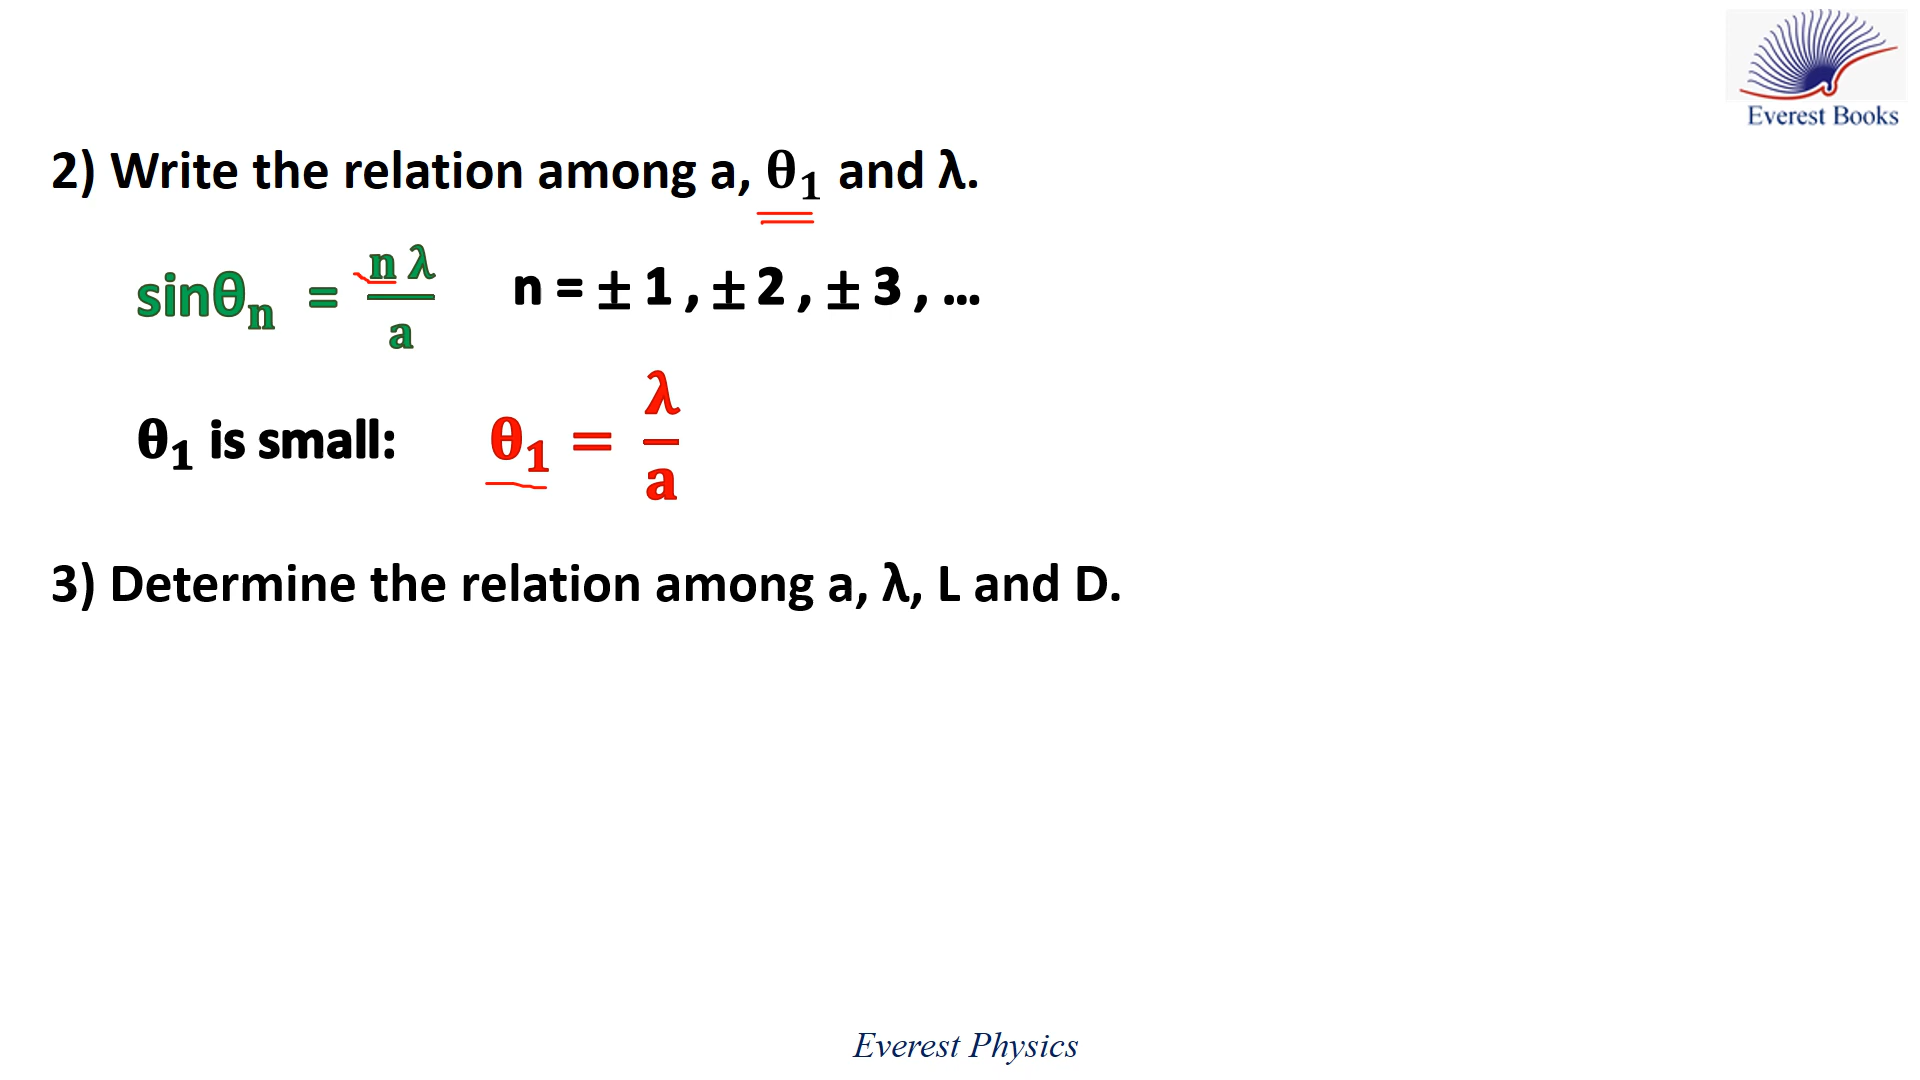 Everest Books
2) Write the relation among a, θ₁ and λ.
sinθₙ = n λ / a n = ± 1 , ± 2 , ± 3 , ...
θ₁ is small: θ₁ = λ / a
3) Determine the relation among a, λ, L and D.
Everest Physics